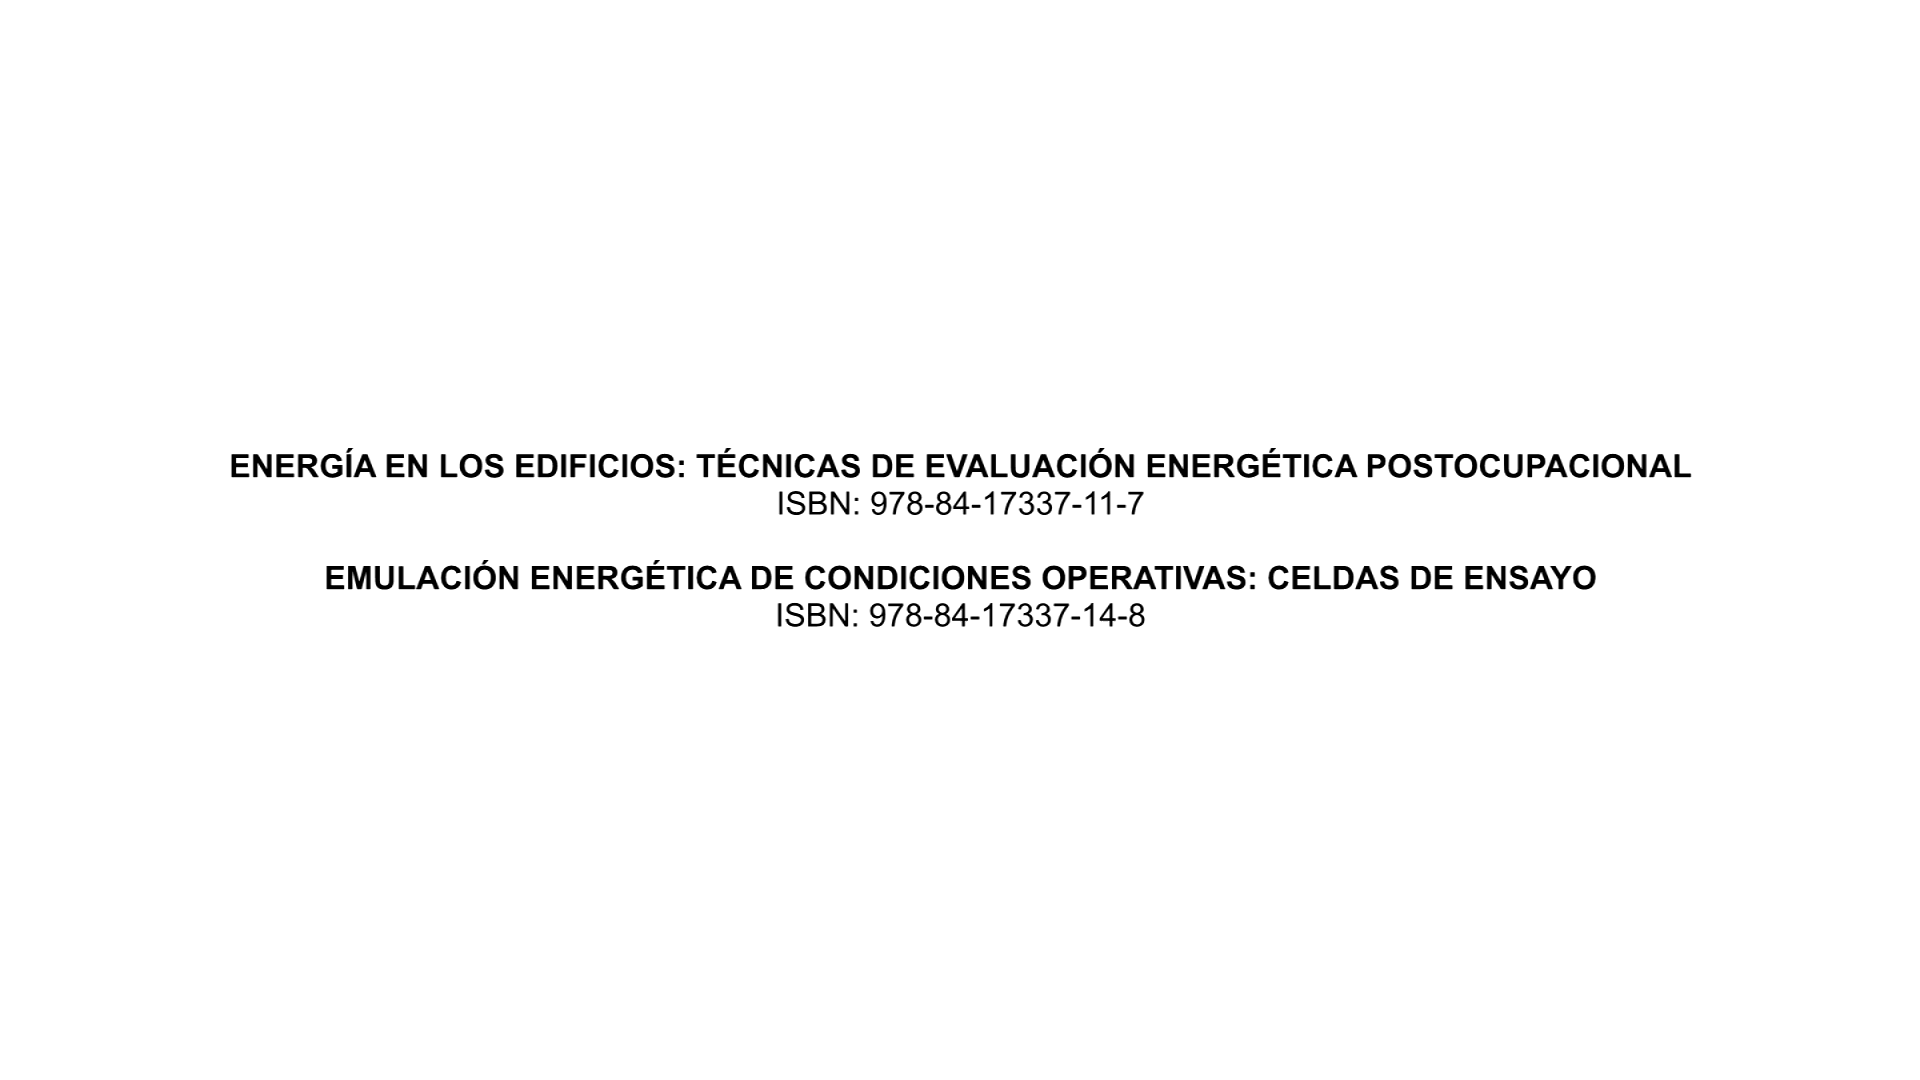 ENERGÍA EN LOS EDIFICIOS: TÉCNICAS DE EVALUACIÓN ENERGÉTICA POSTOCUPACIONAL
ISBN: 978-84-17337-11-7
EMULACIÓN ENERGÉTICA DE CONDICIONES OPERATIVAS: CELDAS DE ENSAYO
ISBN: 978-84-17337-14-8